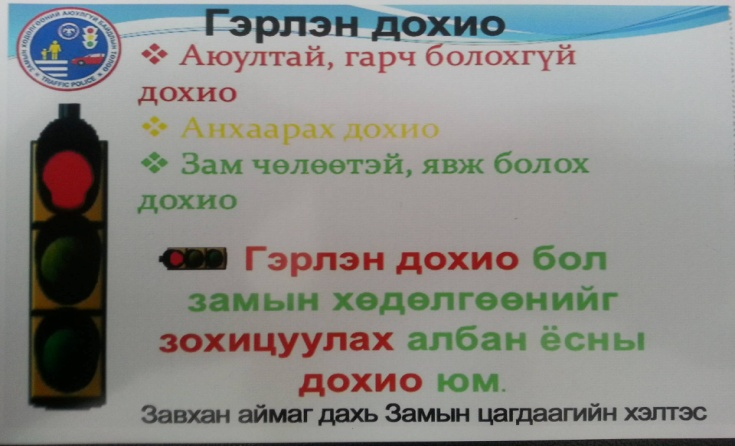 Гэрлэн дохио
❖ Аюултай, гарч болохгүй
дохио
❖ Анхаарах дохио
❖ Зам чөлөөтэй, явж болох
дохио
Гэрлэн дохио бол
замын хөдөлгөөнийг
зохицуулах албан ёсны
дохио юм.
Завхан аймаг дахь Замын цагдаагийн хэлтэс
TRAFFIC POLICE